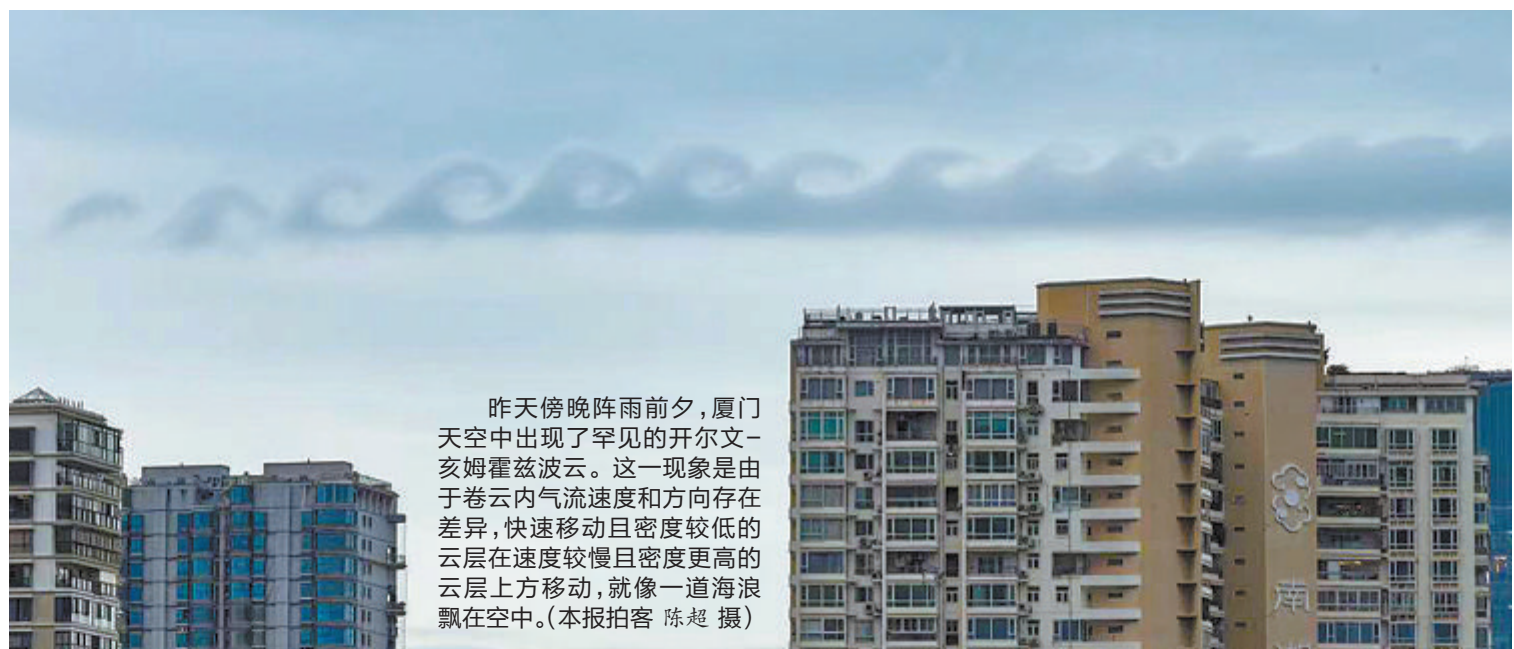 昨天傍晚阵雨前夕，厦门
天空中出现了罕见的开尔文-
亥姆霍兹波云。这一现象是由
于卷云内气流速度和方向存在
差异，快速移动且密度较低的
云层在速度较慢且密度更高的
云层上方移动，就像一道海浪
飘在空中。（本报拍客 陈超 摄）
南